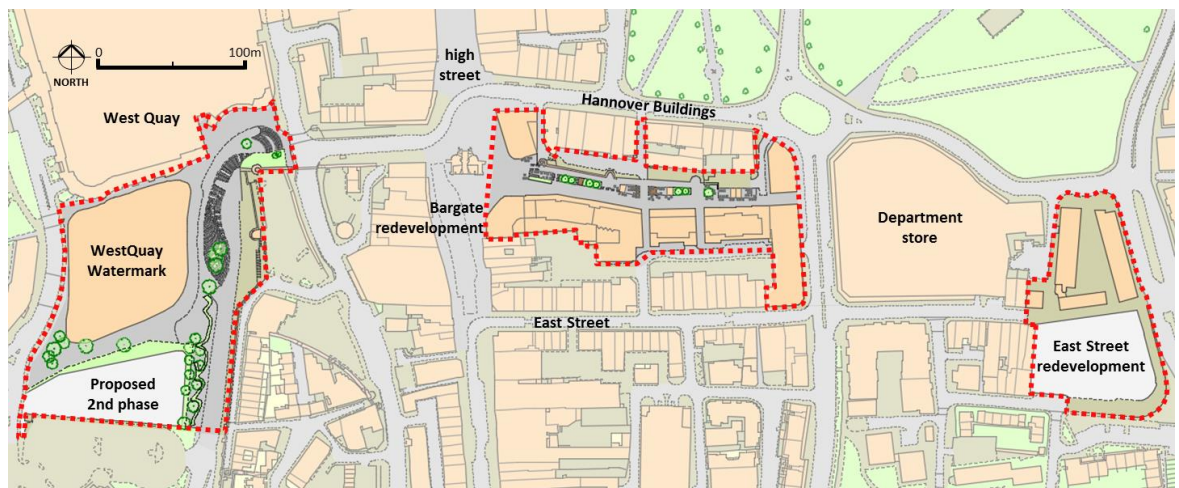 0
100m
NORTH
high
street
Hannover Buildings
West Quay
Bargate
redevelopment
Department
store
WestQuay
Watermark
East Street
East Street
redevelopment
Proposed
2nd phase